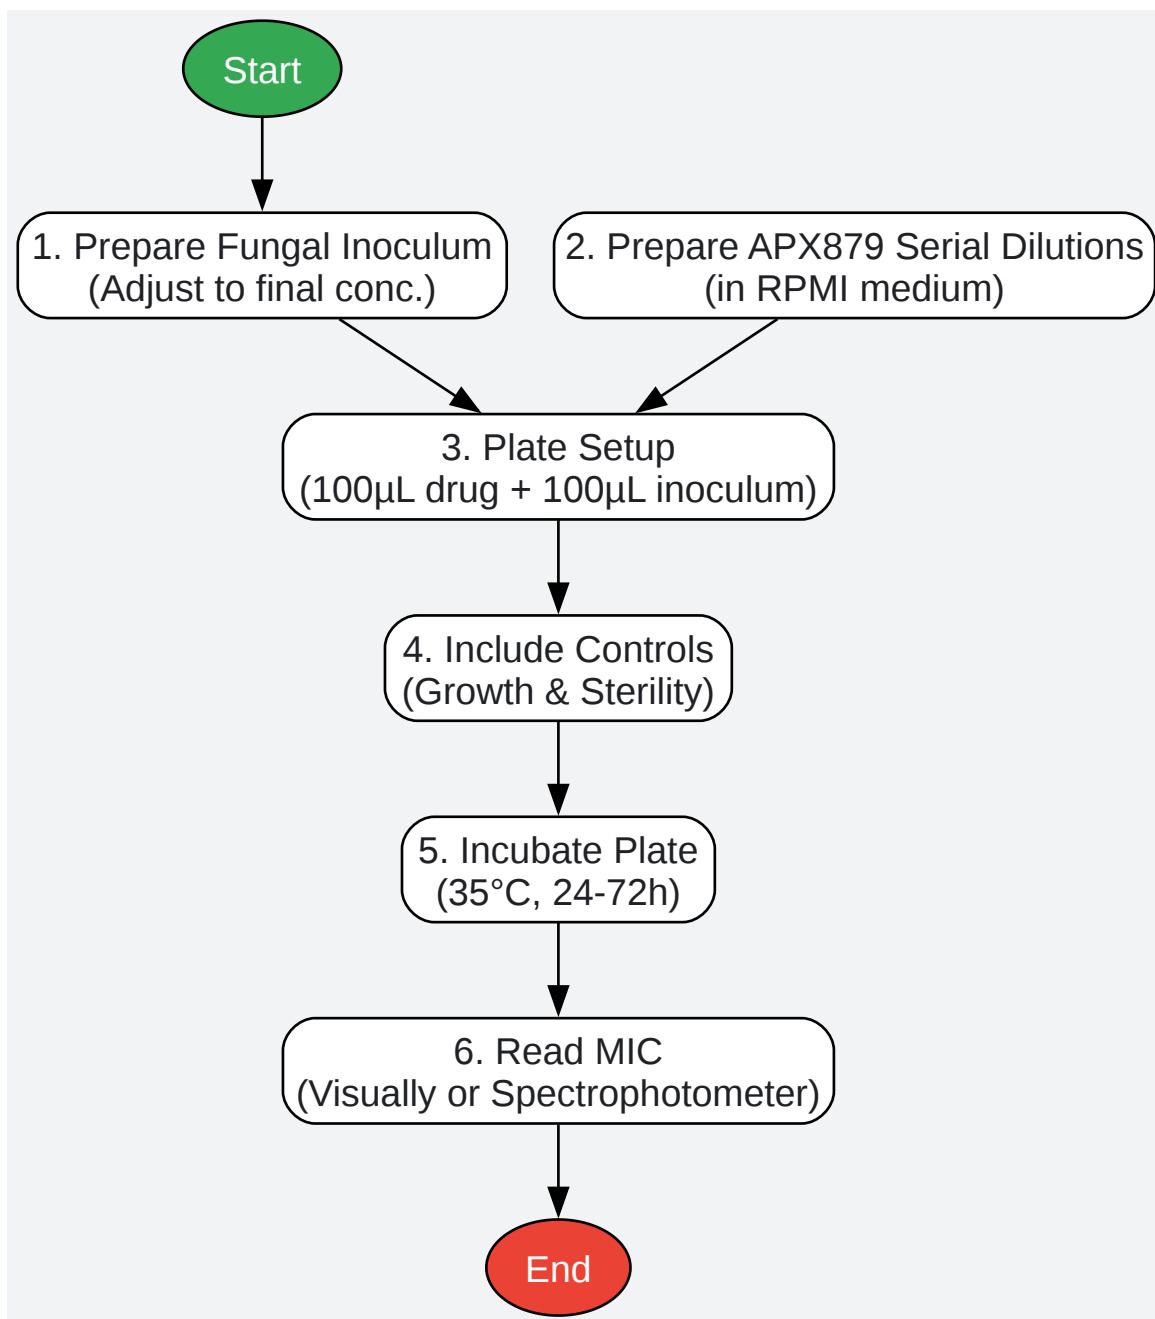 Start
1. Prepare Fungal Inoculum
(Adjust to final conc.)
2. Prepare APX879 Serial Dilutions
(in RPMI medium)
3. Plate Setup
(100µL drug + 100µL inoculum)
4. Include Controls
(Growth & Sterility)
5. Incubate Plate
(35°C, 24-72h)
6. Read MIC
(Visually or Spectrophotometer)
End